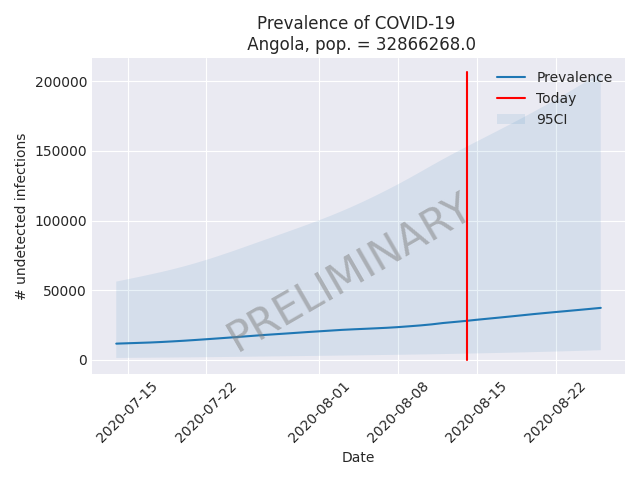 Prevalence of COVID-19
Angola, pop. = 32866268.0
Prevalence
Today
95CI
200000
150000
100000
50000
0
# undetected infections
PRELIMINARY
2020-07-15
2020-07-22
2020-08-01
2020-08-08
2020-08-15
2020-08-22
Date